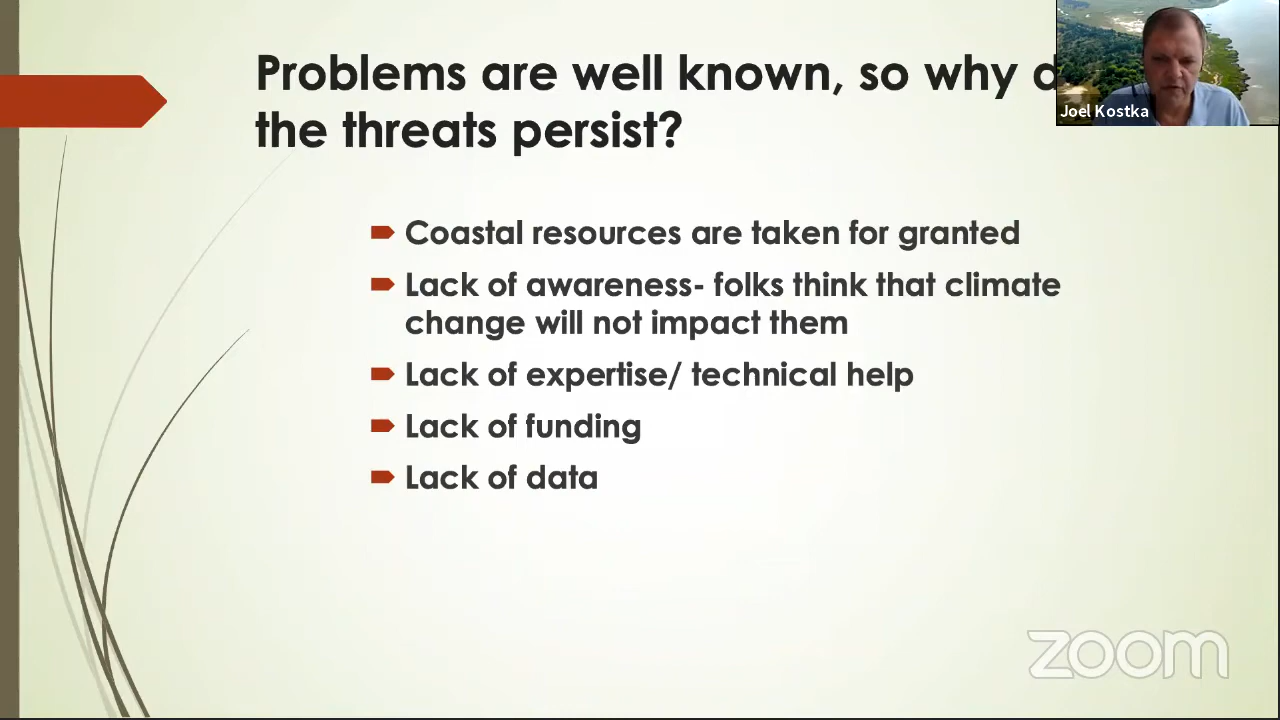 Problems are well known, so why
the threats persist?
Joel Kostka
Coastal resources are taken for granted
Lack of awareness- folks think that climate
change will not impact them
Lack of expertise/ technical help
Lack of funding
Lack of data
zoom